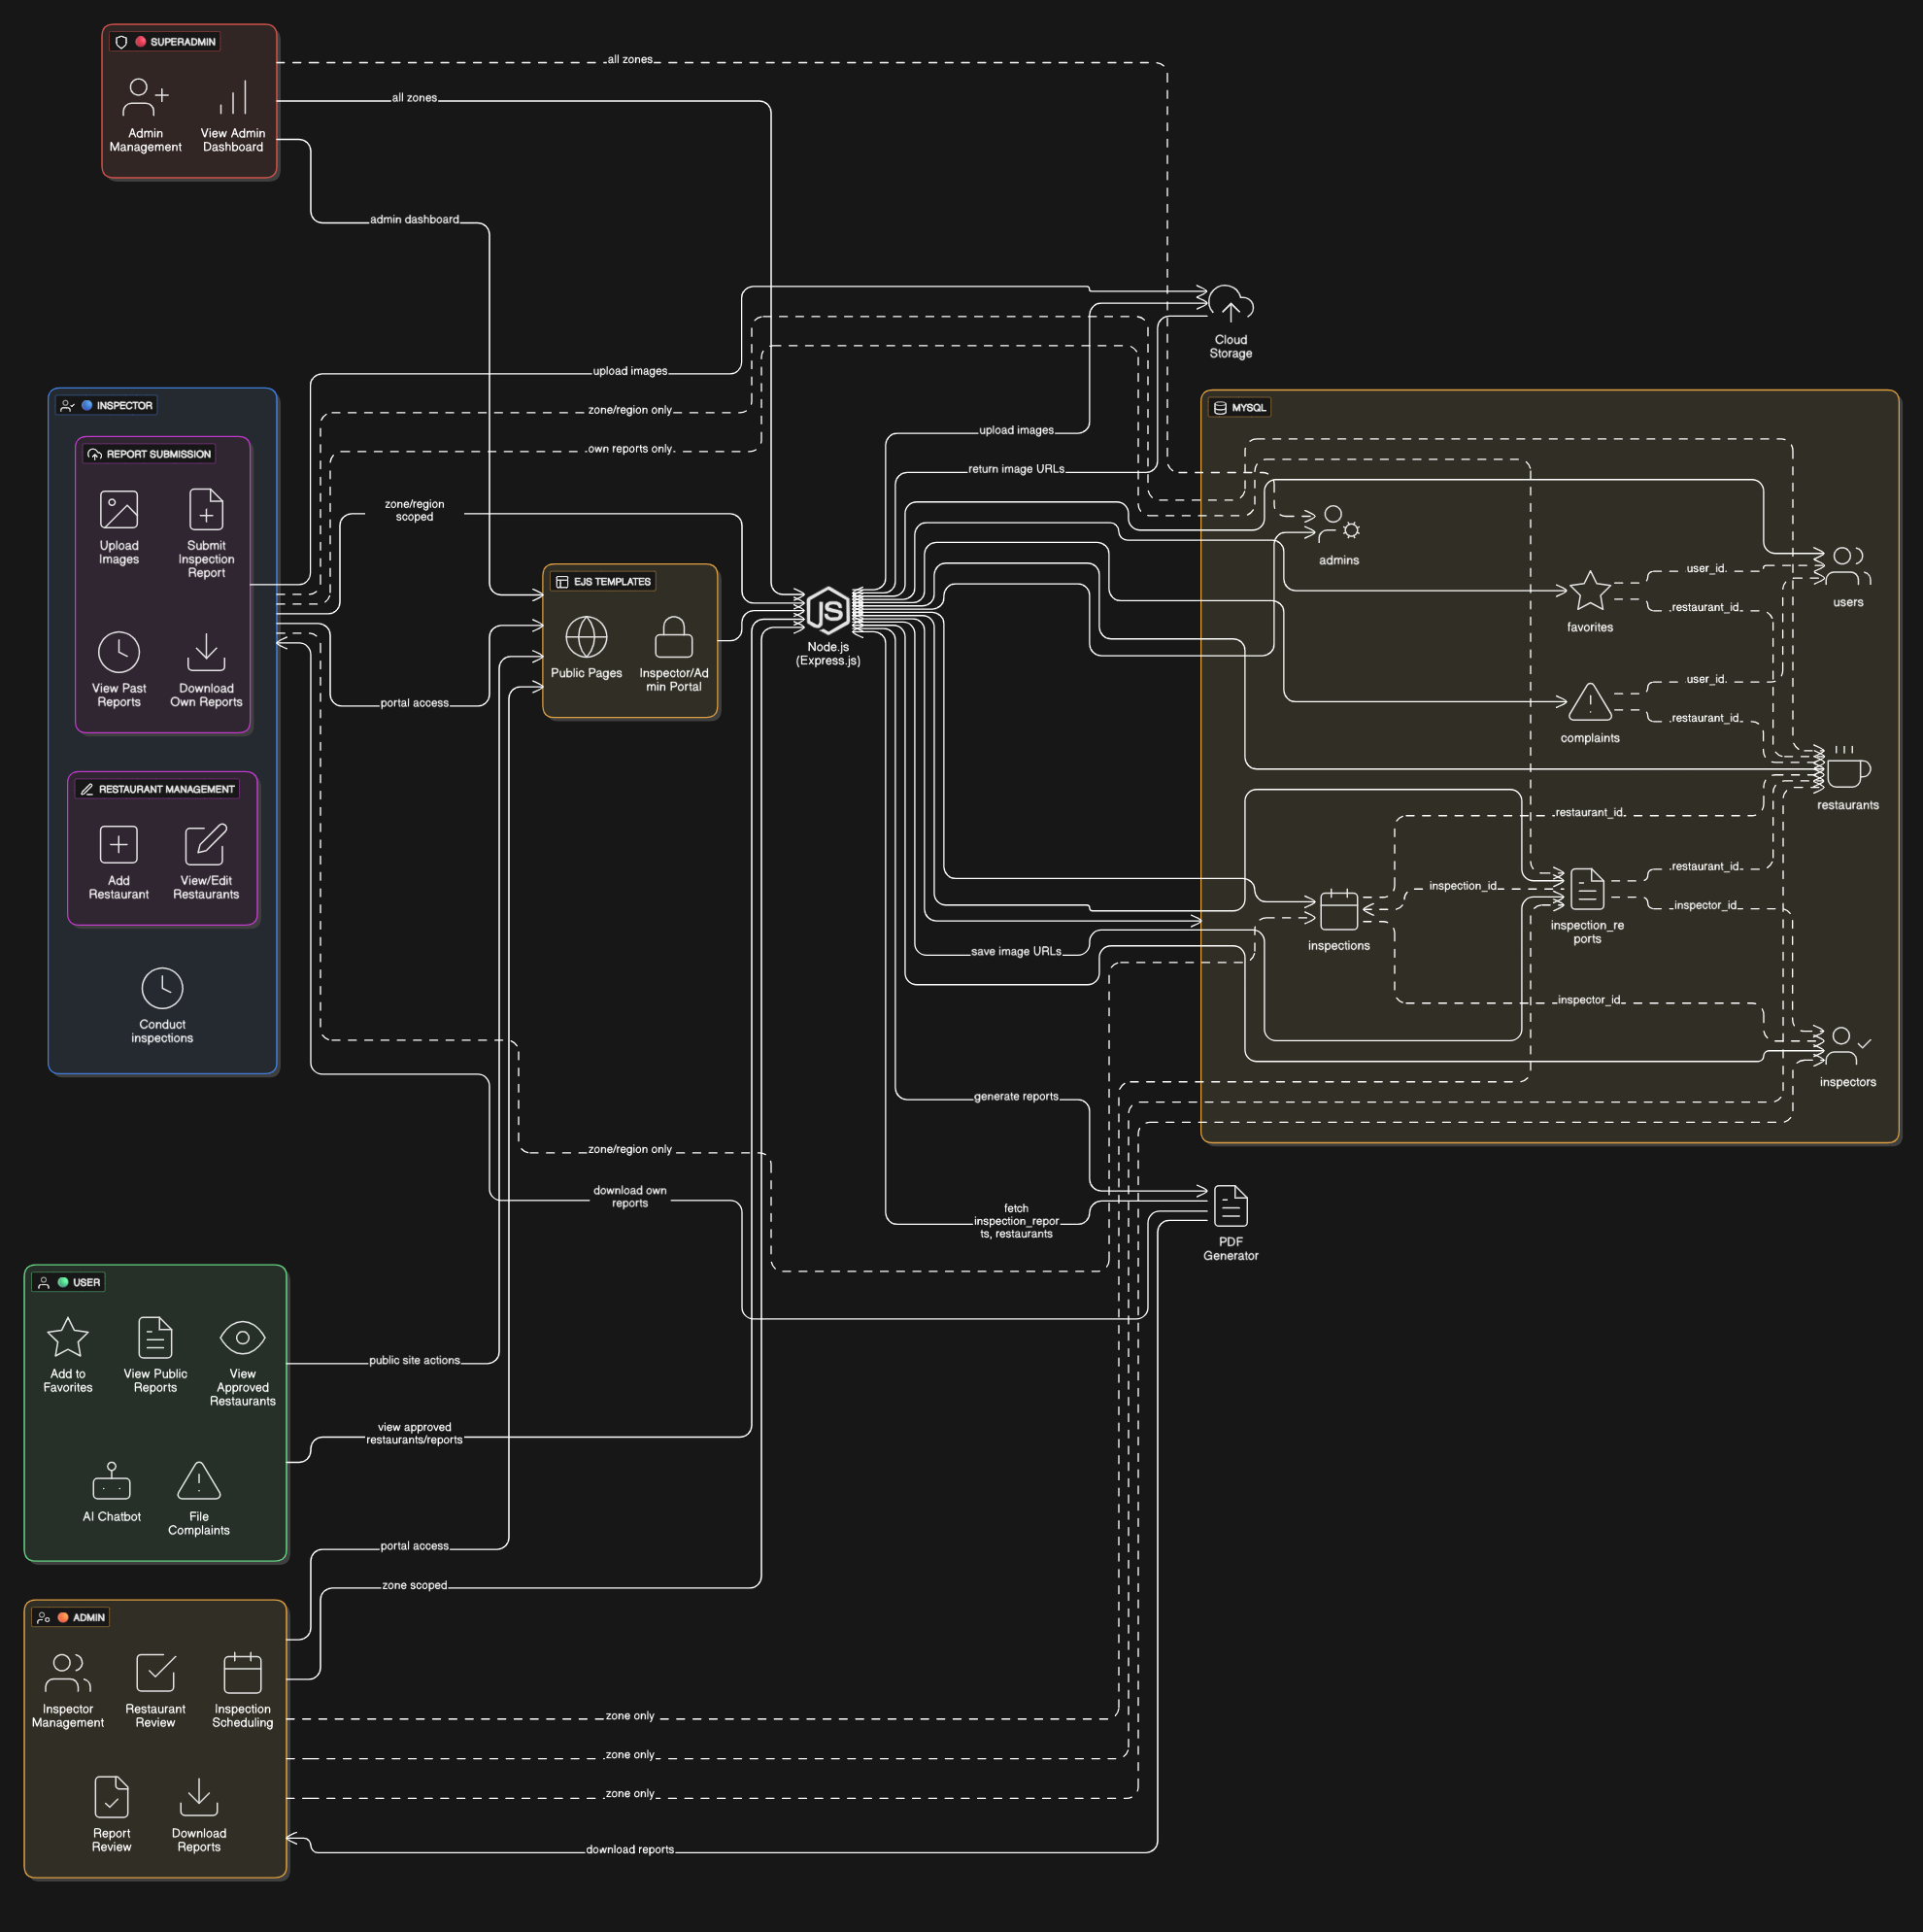 SUPERADMIN
Admin
Management
View Admin
Dashboard
all zones
all zones
admin dashboard
Cloud
Storage
upload images
zone/region only
own reports only
zone/region
scoped
portal access
upload images
return image URLs
INSPECTOR
REPORT SUBMISSION
Upload
Images
Submit
Inspection
Report
View Past
Reports
Download
Own Reports
RESTAURANT MANAGEMENT
Add
Restaurant
View/Edit
Restaurants
Conduct
inspections
EJS TEMPLATES
Public Pages
Inspector/Ad
min Portal
JS
Node.js
(Express.js)
MYSQL
admins
users
favorites
user_id
restaurant_id
complaints
user_id
restaurant_id
restaurants
restaurant_id
inspection_id
restaurant_id
inspector_id
inspections
inspection_re
ports
inspector_id
inspectors
save image URLs
generate reports
zone/region only
download own
reports
fetch
inspection_repor
ts, restaurants
PDF
Generator
USER
Add to
Favorites
View Public
Reports
View
Approved
Restaurants
AI Chatbot
File
Complaints
public site actions
view approved
restaurants/reports
portal access
zone scoped
ADMIN
Inspector
Management
Restaurant
Review
Inspection
Scheduling
Report
Review
Download
Reports
zone only
zone only
zone only
download reports